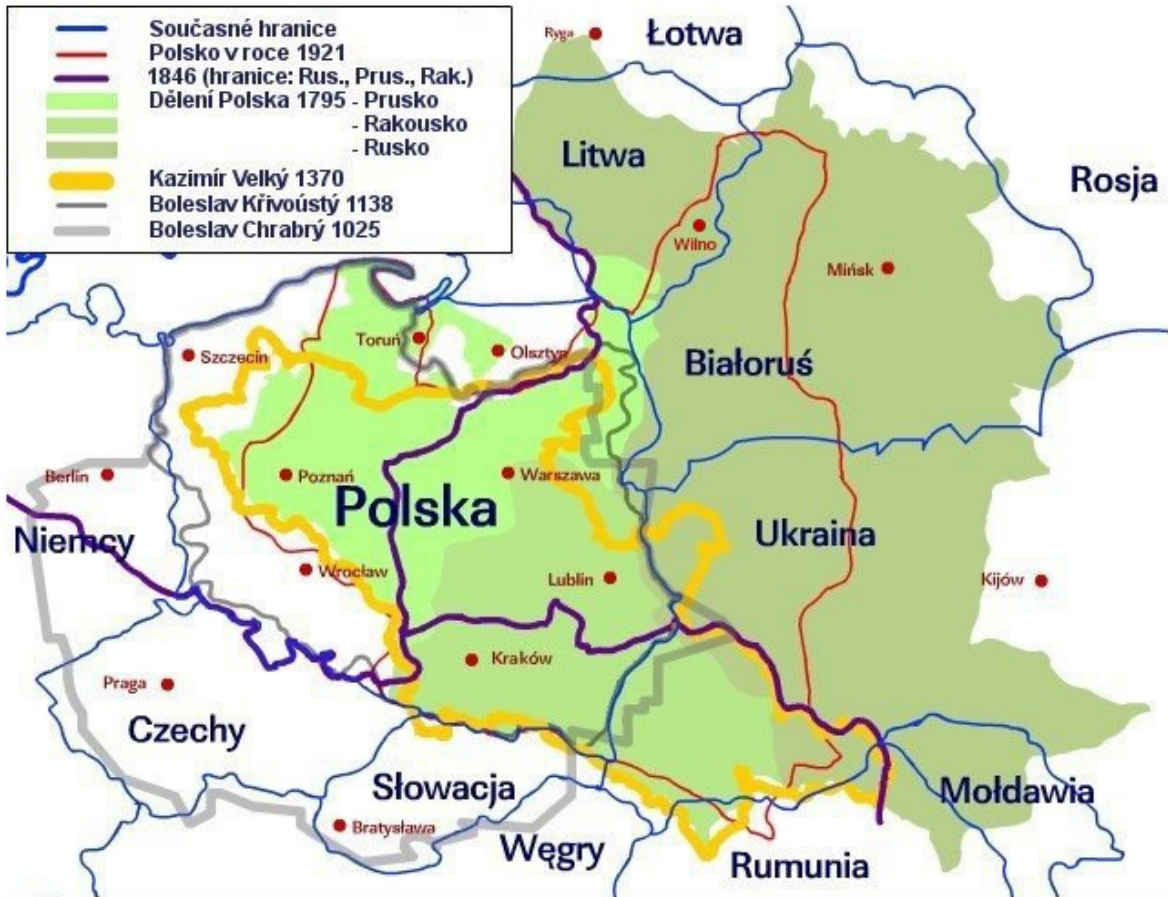 Současné hranice
Polsko v roce 1921
1846 (hranice: Rus., Prus., Rak.)
Dělení Polska 1795 - Prusko
- Rakousko
- Rusko
Kazimír Velký 1370
Boleslav Křivoústý 1138
Boleslav Chrabrý 1025
Ryga
Łotwa
Litwa
Rosja
Wilno
Mińsk
Toruń
Szczecin
Olsztyn
Białoruś
Berlin
Poznań
Warszawa
Polska
Niemcy
Ukraina
Wrocław
Lublin
Kijów
Kraków
Praga
Czechy
Słowacja
Mołdawia
Bratysława
Węgry
Rumunia